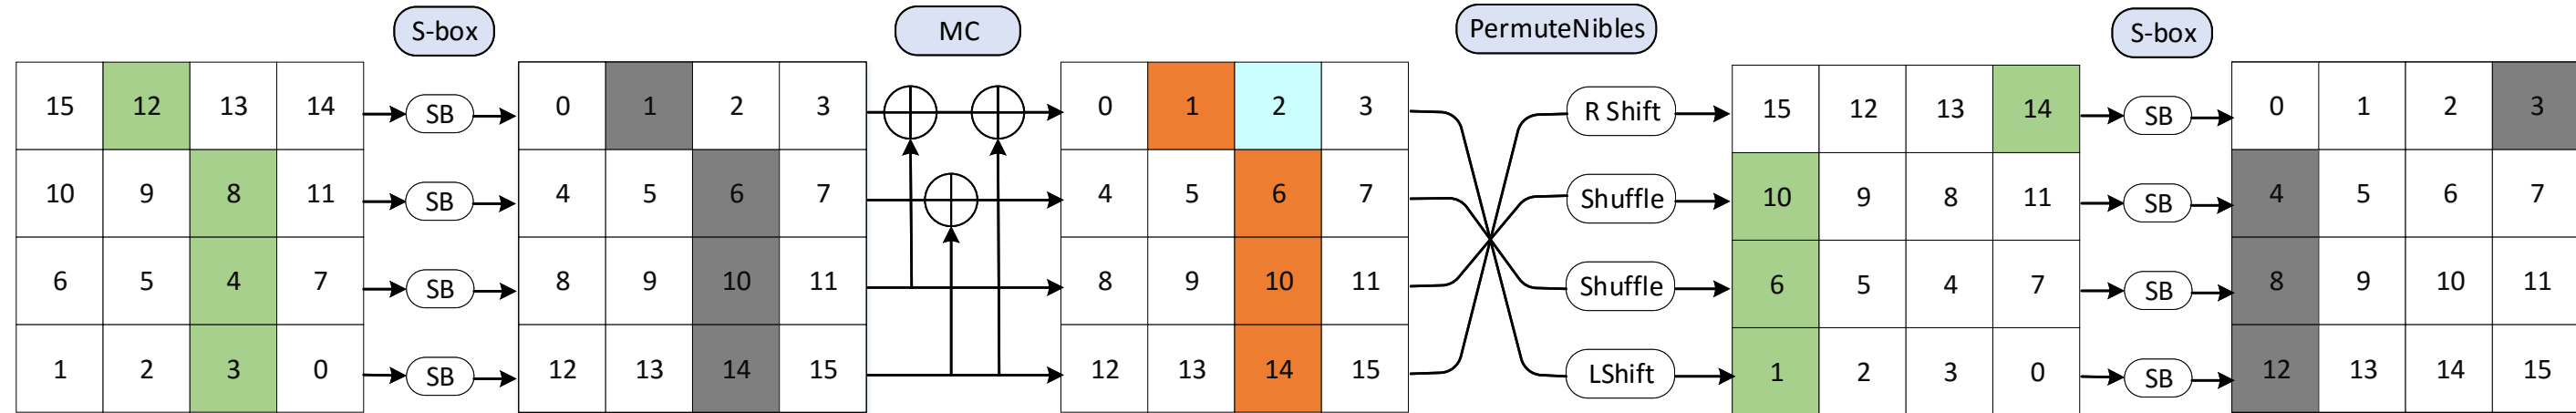 S-box MC PermuteNibles S-box
15 12 13 14 SB 0 1 2 3 0 1 2 3 R Shift 15 12 13 14 SB 0 1 2 3
10 9 8 11 SB 4 5 6 7 4 5 6 7 Shuffle 10 9 8 11 SB 4 5 6 7
6 5 4 7 SB 8 9 10 11 8 9 10 11 Shuffle 6 5 4 7 SB 8 9 10 11
1 2 3 0 SB 12 13 14 15 12 13 14 15 LShift 1 2 3 0 SB 12 13 14 15